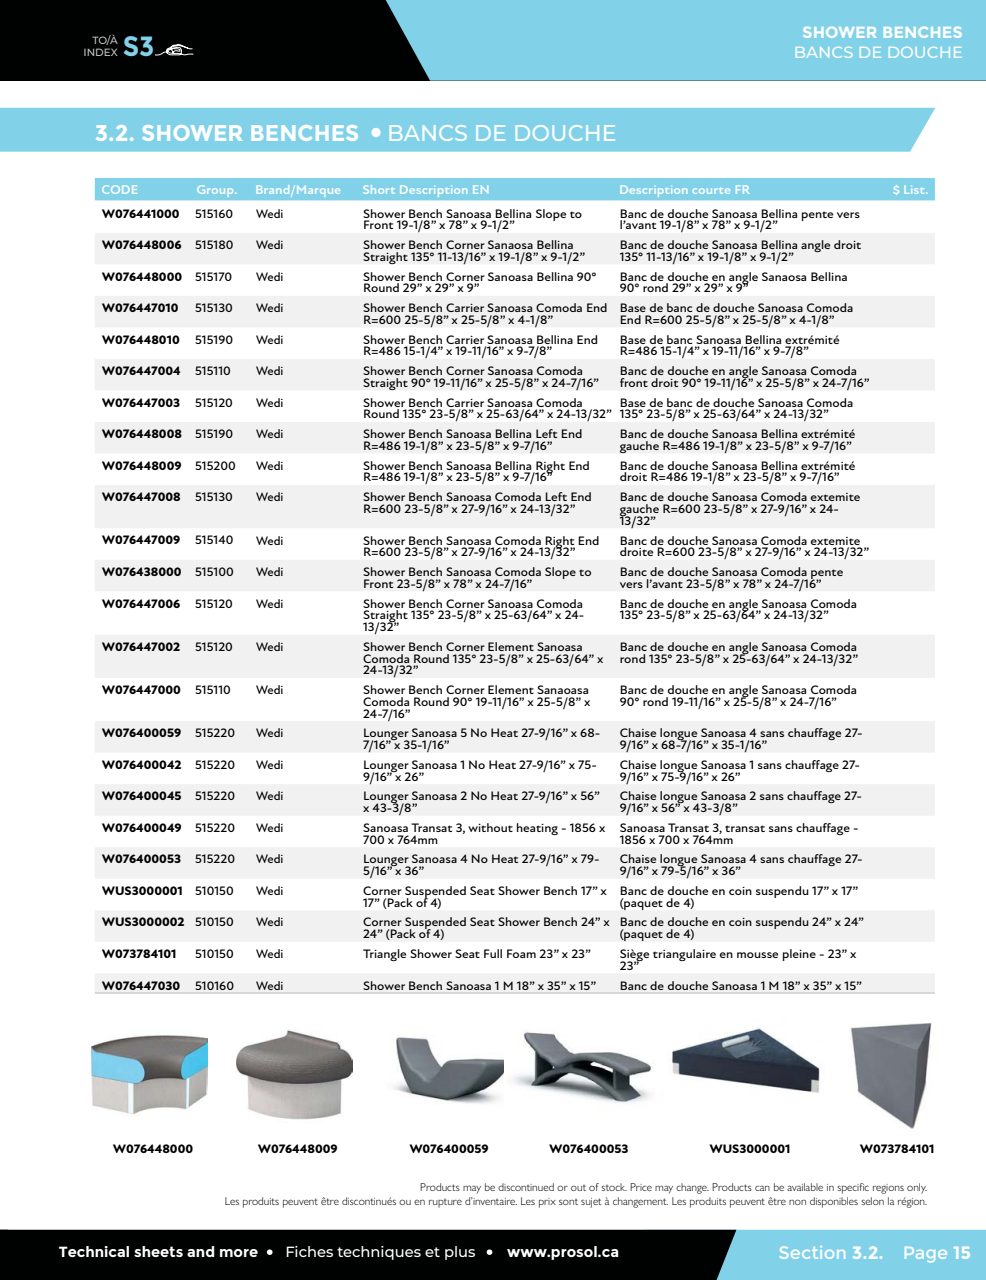 TO/À
INDEX S3
SHOWER BENCHES
BANCS DE DOUCHE
3.2. SHOWER BENCHES • BANCS DE DOUCHE
CODE Group. Brand/Marque Short Description EN Description courte FR $ List.
W076441000 515160 Wedi Shower Bench Sanoasa Bellina Slope to Banc de douche Sanoasa Bellina pente vers
Front 19-1/8” x 78” x 9-1/2” l’avant 19-1/8” x 78” x 9-1/2”
W076448006 515180 Wedi Shower Bench Corner Sanaosa Bellina Banc de douche Sanoasa Bellina angle droit
Straight 135° 11-13/16” x 19-1/8” x 9-1/2” 135° 11-13/16” x 19-1/8” x 9-1/2”
W076448000 515170 Wedi Shower Bench Corner Sanoasa Bellina 90° Banc de douche en angle Sanaosa Bellina
Round 29” x 29” x 9” 90° rond 29” x 29” x 9”
W076447010 515130 Wedi Shower Bench Carrier Sanoasa Comoda End Base de banc de douche Sanoasa Comoda
R=600 25-5/8” x 25-5/8” x 4-1/8” End R=600 25-5/8” x 25-5/8” x 4-1/8”
W076448010 515190 Wedi Shower Bench Carrier Sanoasa Bellina End Base de banc Sanoasa Bellina extrémité
R=486 15-1/4” x 19-11/16” x 9-7/8” R=486 15-1/4” x 19-11/16” x 9-7/8”
W076447004 515110 Wedi Shower Bench Corner Sanoasa Comoda Banc de douche en angle Sanoasa Comoda
Straight 90° 19-11/16” x 25-5/8” x 24-7/16” front droit 90° 19-11/16” x 25-5/8” x 24-7/16”
W076447003 515120 Wedi Shower Bench Carrier Sanoasa Comoda Base de banc de douche Sanoasa Comoda
Round 135° 23-5/8” x 25-63/64” x 24-13/32” 135° 23-5/8” x 25-63/64” x 24-13/32”
W076448008 515190 Wedi Shower Bench Sanoasa Bellina Left End Banc de douche Sanoasa Bellina extrémité
R=486 19-1/8” x 23-5/8” x 9-7/16” gauche R=486 19-1/8” x 23-5/8” x 9-7/16”
W076448009 515200 Wedi Shower Bench Sanoasa Bellina Right End Banc de douche Sanoasa Bellina extrémité
R=486 19-1/8” x 23-5/8” x 9-7/16” droit R=486 19-1/8” x 23-5/8” x 9-7/16”
W076447008 515130 Wedi Shower Bench Sanoasa Comoda Left End Banc de douche Sanoasa Comoda extemite
R=600 23-5/8” x 27-9/16” x 24-13/32” gauche R=600 23-5/8” x 27-9/16” x 24-
13/32”
W076447009 515140 Wedi Shower Bench Sanoasa Comoda Right End Banc de douche Sanoasa Comoda extemite
R=600 23-5/8” x 27-9/16” x 24-13/32” droite R=600 23-5/8” x 27-9/16” x 24-13/32”
W076438000 515100 Wedi Shower Bench Sanoasa Comoda Slope to Banc de douche Sanoasa Comoda pente
Front 23-5/8” x 78” x 24-7/16” vers l’avant 23-5/8” x 78” x 24-7/16”
W076447006 515120 Wedi Shower Bench Corner Sanoasa Comoda Banc de douche en angle Sanoasa Comoda
Straight 135° 23-5/8” x 25-63/64” x 24- 135° 23-5/8” x 25-63/64” x 24-13/32”
13/32”
W076447002 515120 Wedi Shower Bench Corner Element Sanoasa Banc de douche en angle Sanoasa Comoda
Comoda Round 135° 23-5/8” x 25-63/64” x rond 135° 23-5/8” x 25-63/64” x 24-13/32”
24-13/32”
W076447000 515110 Wedi Shower Bench Corner Element Sanaoasa Banc de douche en angle Sanoasa Comoda
Comoda Round 90° 19-11/16” x 25-5/8” x 90° rond 19-11/16” x 25-5/8” x 24-7/16”
24-7/16”
W076400059 515220 Wedi Lounger Sanoasa 5 No Heat 27-9/16” x 68- Chaise longue Sanoasa 4 sans chauffage 27-
7/16” x 35-1/16” 9/16” x 68-7/16” x 35-1/16”
W076400042 515220 Wedi Lounger Sanoasa 1 No Heat 27-9/16” x 75- Chaise longue Sanoasa 1 sans chauffage 27-
9/16” x 26” 9/16” x 75-9/16” x 26”
W076400045 515220 Wedi Lounger Sanoasa 2 No Heat 27-9/16” x 56” Chaise longue Sanoasa 2 sans chauffage 27-
x 43-3/8” 9/16” x 56” x 43-3/8”
W076400049 515220 Wedi Sanoasa Transat 3, without heating - 1856 x Sanoasa Transat 3, transat sans chauffage -
700 x 764mm 1856 x 700 x 764mm
W076400053 515220 Wedi Lounger Sanoasa 4 No Heat 27-9/16” x 79- Chaise longue Sanoasa 4 sans chauffage 27-
5/16” x 36” 9/16” x 79-5/16” x 36”
WUS3000001 510150 Wedi Corner Suspended Seat Shower Bench 17” x Banc de douche en coin suspendu 17” x 17”
17” (Pack of 4) (paquet de 4)
WUS3000002 510150 Wedi Corner Suspended Seat Shower Bench 24” x Banc de douche en coin suspendu 24” x 24”
24” (Pack of 4) (paquet de 4)
W073784101 510150 Wedi Triangle Shower Seat Full Foam 23” x 23” Siège triangulaire en mousse pleine - 23” x
23”
W076447030 510160 Wedi Shower Bench Sanoasa 1 M 18” x 35” x 15” Banc de douche Sanoasa 1 M 18” x 35” x 15”
W076448000 W076448009 W076400059 W076400053 WUS3000001 W073784101
Products may be discontinued or out of stock. Price may change. Products can be available in specific regions only.
Les produits peuvent être discontinués ou en rupture d’inventaire. Les prix sont sujet à changement. Les produits peuvent être non disponibles selon la région.
Technical sheets and more • Fiches techniques et plus • www.prosol.ca
Section 3.2. Page 15